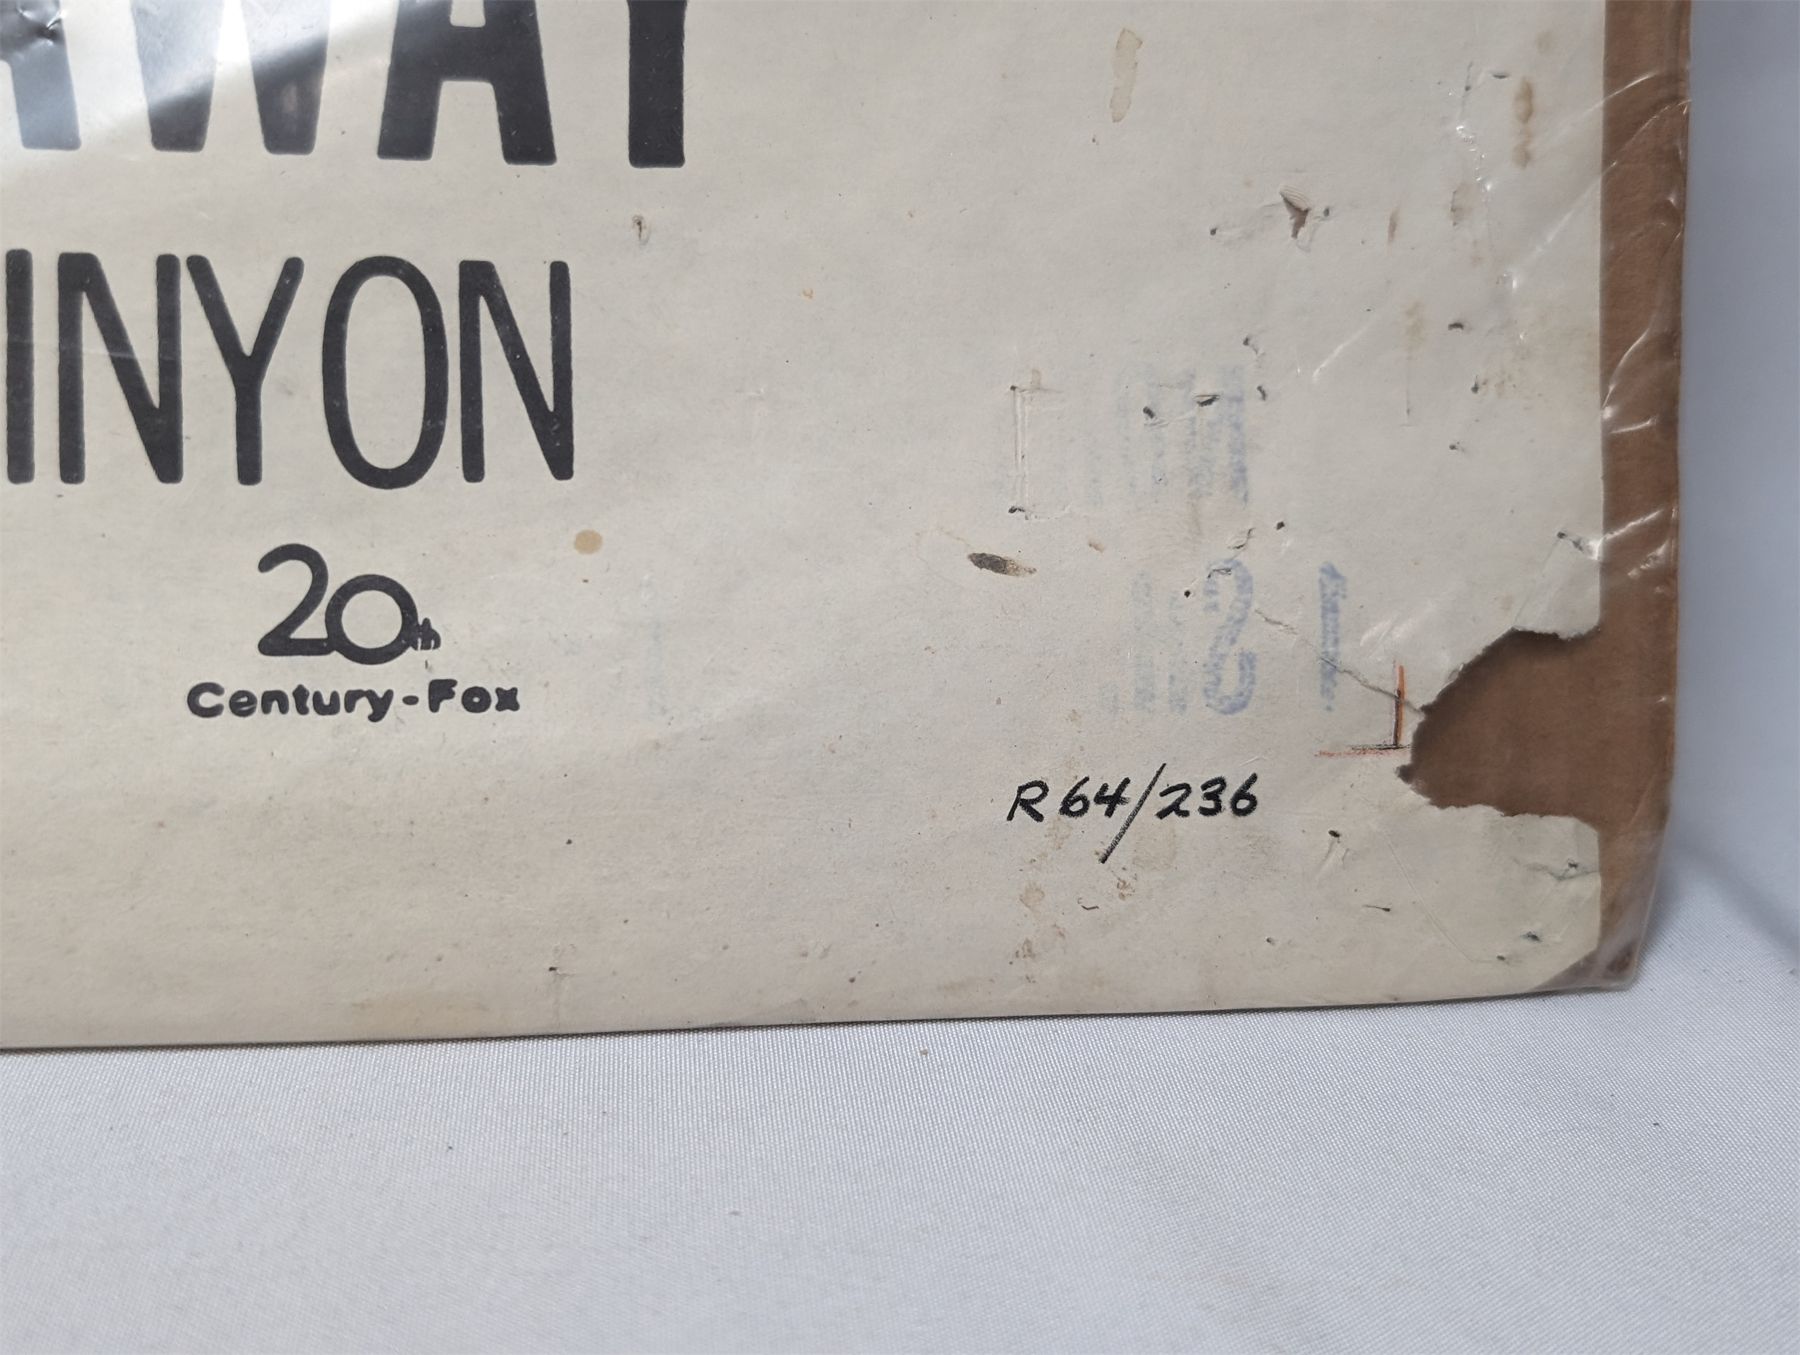 AWAY
INYON
20th
Century-Fox
R64/236